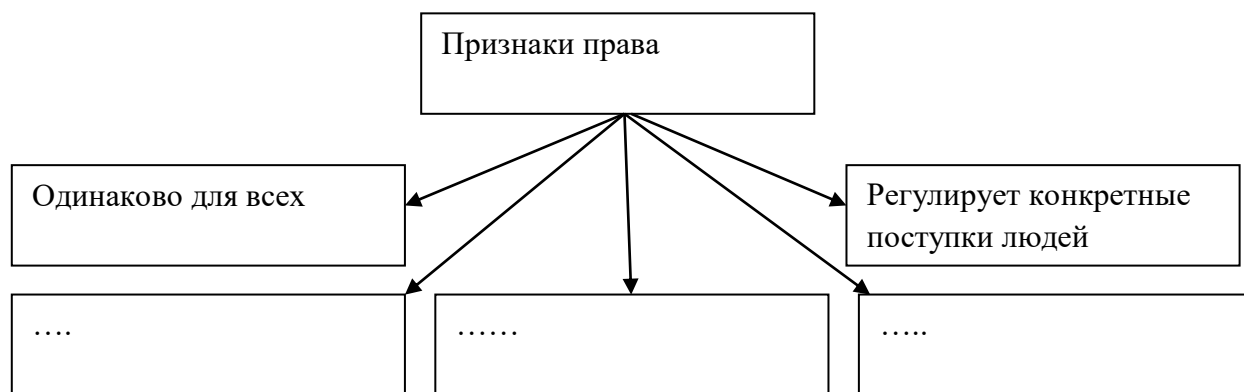 Признаки права
Одинаково для всех
Регулирует конкретные
поступки людей
….
……
…..